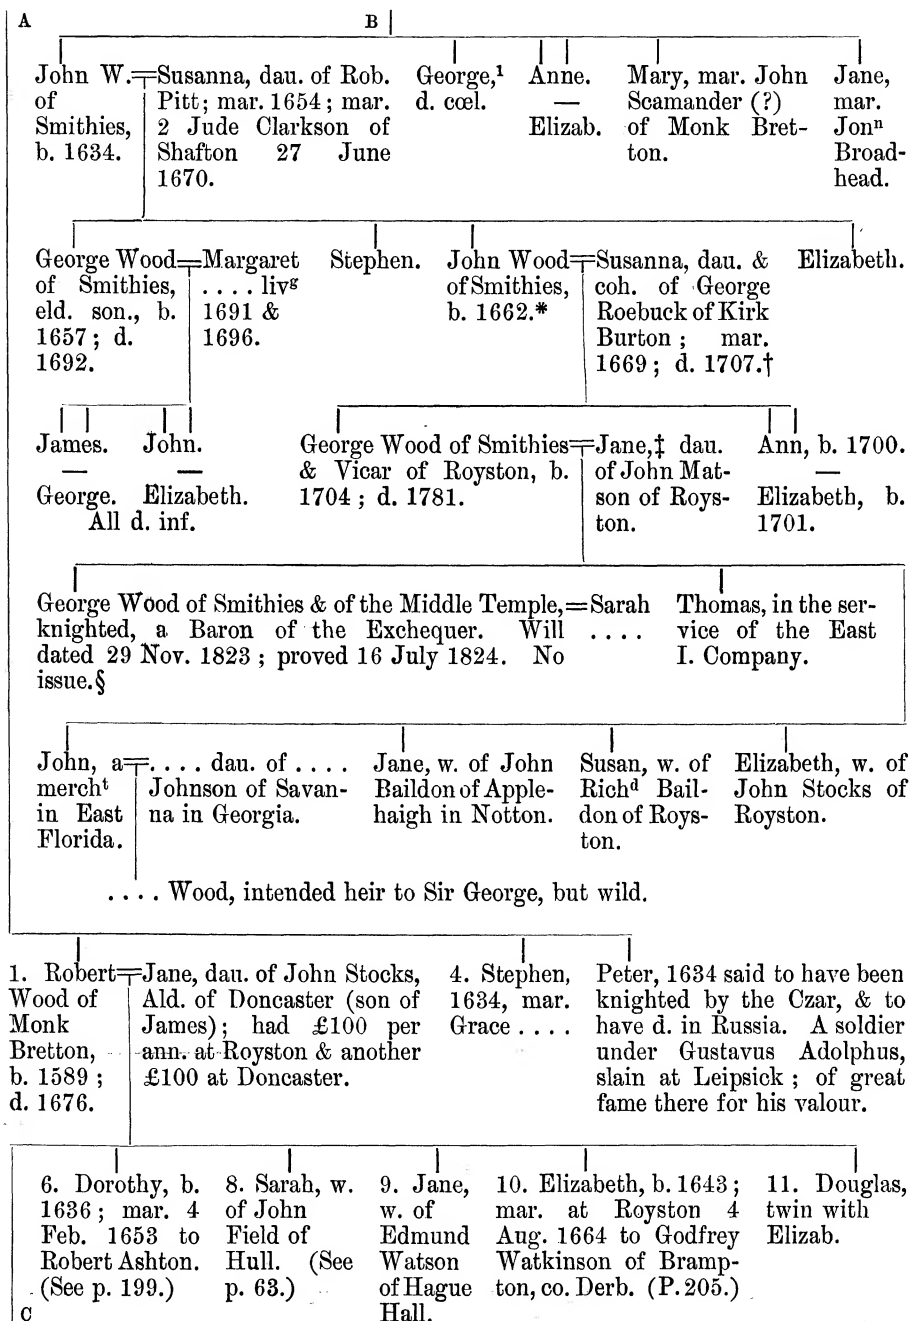 A
B
John W.
of
Smithies,
b. 1634.
Susanna, dau. of Rob.
Pitt; mar. 1654; mar.
2 Jude Clarkson of
Shafton 27 June
1670.
George,¹
d. cœl.
Anne.
—
Elizab.
Mary, mar. John
Scamander (?)
of Monk Bret-
ton.
Jane,
mar.
Jonⁿ
Broad-
head.
George Wood
of Smithies,
eld. son., b.
1657; d.
1692.
Margaret
.... livᵍ
1691 &
1696.
Stephen.
John Wood
of Smithies,
b. 1662.*
Susanna, dau. &
coh. of George
Roebuck of Kirk
Burton; mar.
1669; d. 1707.†
Elizabeth.
James.
—
George.
John.
—
Elizabeth.
All d. inf.
George Wood of Smithies
& Vicar of Royston, b.
1704; d. 1781.
Jane,‡ dau.
of John Mat-
son of Roys-
ton.
Ann, b. 1700.
—
Elizabeth, b.
1701.
George Wood of Smithies & of the Middle Temple,
knighted, a Baron of the Exchequer. Will
dated 29 Nov. 1823; proved 16 July 1824. No
issue.§
=Sarah
....
Thomas, in the ser-
vice of the East
I. Company.
John, a
merchᵗ
in East
Florida.
.... dau. of ....
Johnson of Savan-
na in Georgia.
Jane, w. of John
Baildon of Apple-
haigh in Notton.
Susan, w. of
Richᵈ Bail-
don of Roys-
ton.
Elizabeth, w. of
John Stocks of
Royston.
.... Wood, intended heir to Sir George, but wild.
1. Robert
Wood of
Monk
Bretton,
b. 1589;
d. 1676.
Jane, dau. of John Stocks,
Ald. of Doncaster (son of
James); had £100 per
ann. at Royston & another
£100 at Doncaster.
4. Stephen,
1634, mar.
Grace ....
Peter, 1634 said to have been
knighted by the Czar, & to
have d. in Russia. A soldier
under Gustavus Adolphus,
slain at Leipsick; of great
fame there for his valour.
6. Dorothy, b.
1636; mar. 4
Feb. 1653 to
Robert Ashton.
(See p. 199.)
8. Sarah, w.
of John
Field of
Hull. (See
p. 63.)
9. Jane,
w. of
Edmund
Watson
of Hague
Hall.
10. Elizabeth, b. 1643;
mar. at Royston 4
Aug. 1664 to Godfrey
Watkinson of Bramp-
ton, co. Derb. (P. 205.)
11. Douglas,
twin with
Elizab.
C